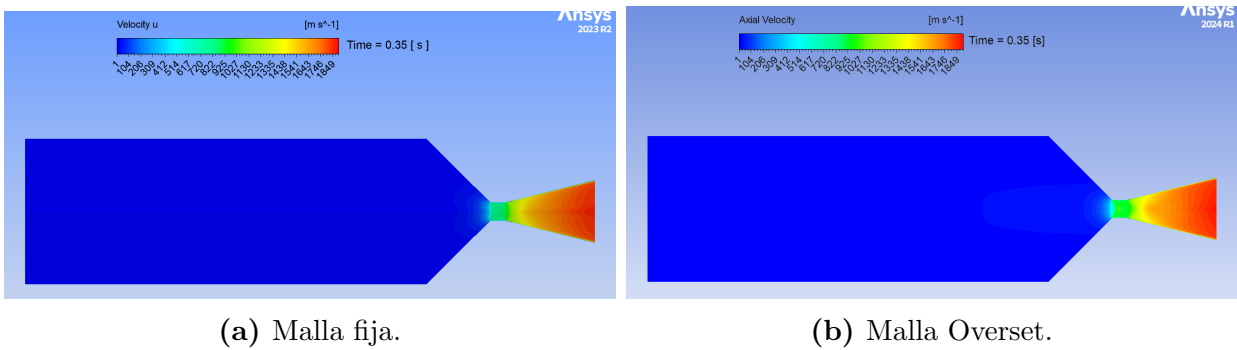 Velocity u [m s^-1]
Time = 0.35 [ s ]
1 104 206 309 412 514 617 720 822 925 1027 1130 1233 1335 1438 1541 1643 1746 1849
Ansys
2023 R2
(a) Malla fija.
Axial Velocity [m s^-1]
Time = 0.35 [s]
1 104 206 309 412 514 617 720 822 925 1027 1130 1233 1335 1438 1541 1643 1746 1849
Ansys
2024 R1
(b) Malla Overset.